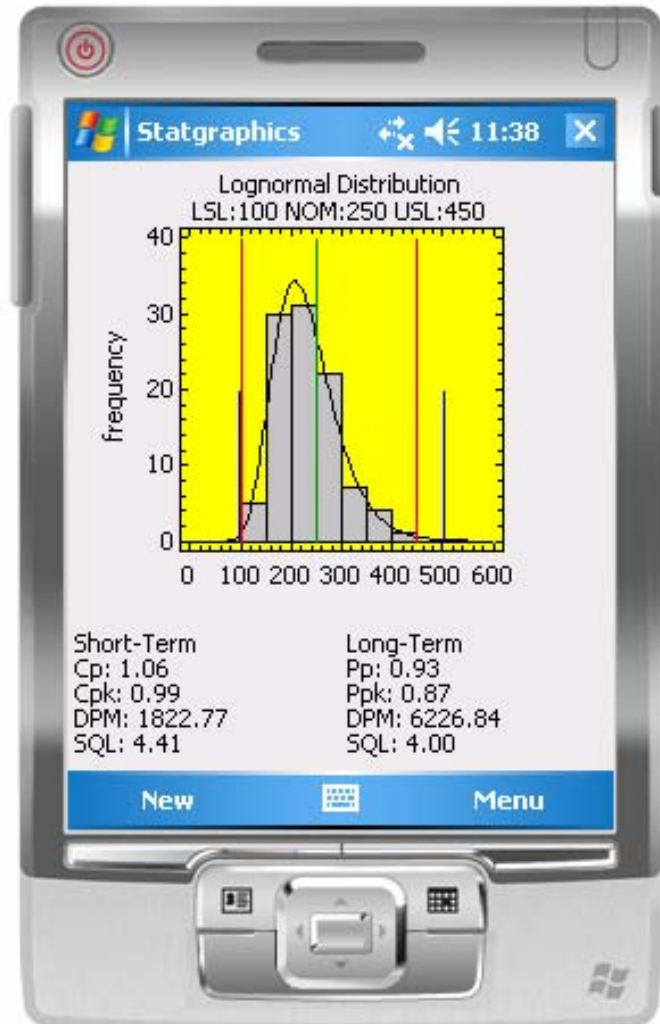 Statgraphics 11:38
Lognormal Distribution
LSL:100 NOM:250 USL:450
40
30
20
10
0
frequency
0 100 200 300 400 500 600
Short-Term
Cp: 1.06
Cpk: 0.99
DPM: 1822.77
SQL: 4.41
Long-Term
Pp: 0.93
Ppk: 0.87
DPM: 6226.84
SQL: 4.00
New Menu